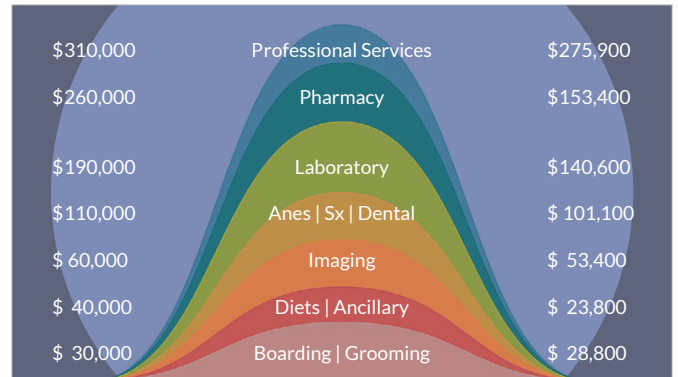 $310,000 Professional Services $275,900
$260,000 Pharmacy $153,400
$190,000 Laboratory $140,600
$110,000 Anes | Sx | Dental $ 101,100
$ 60,000 Imaging $ 53,400
$ 40,000 Diets | Ancillary $ 23,800
$ 30,000 Boarding | Grooming $ 28,800